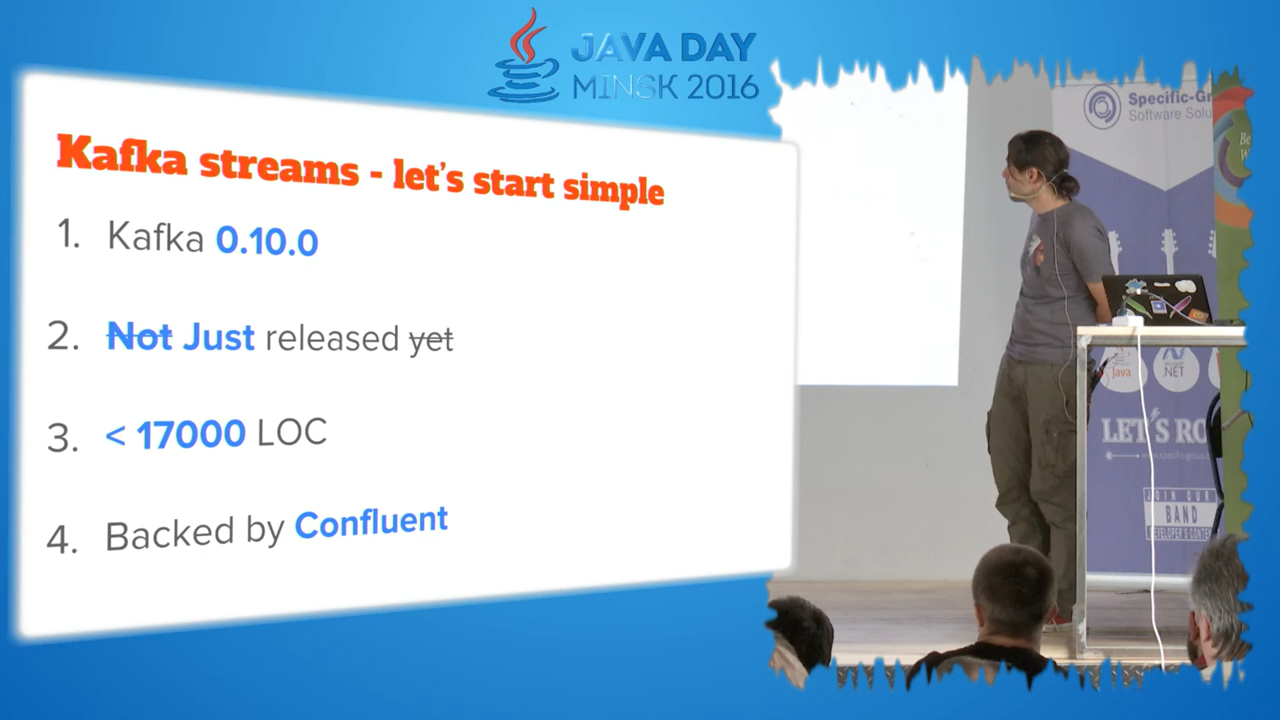 JAVA DAY
MINSK 2016
Kafka streams - let's start simple
1. Kafka 0.10.0
2. Not Just released yet
3. < 17000 LOC
4. Backed by Confluent
Specific-Gr
Software Solu
Be
W
Java
.NET
LET'S RO
JOIN OUR
BAND